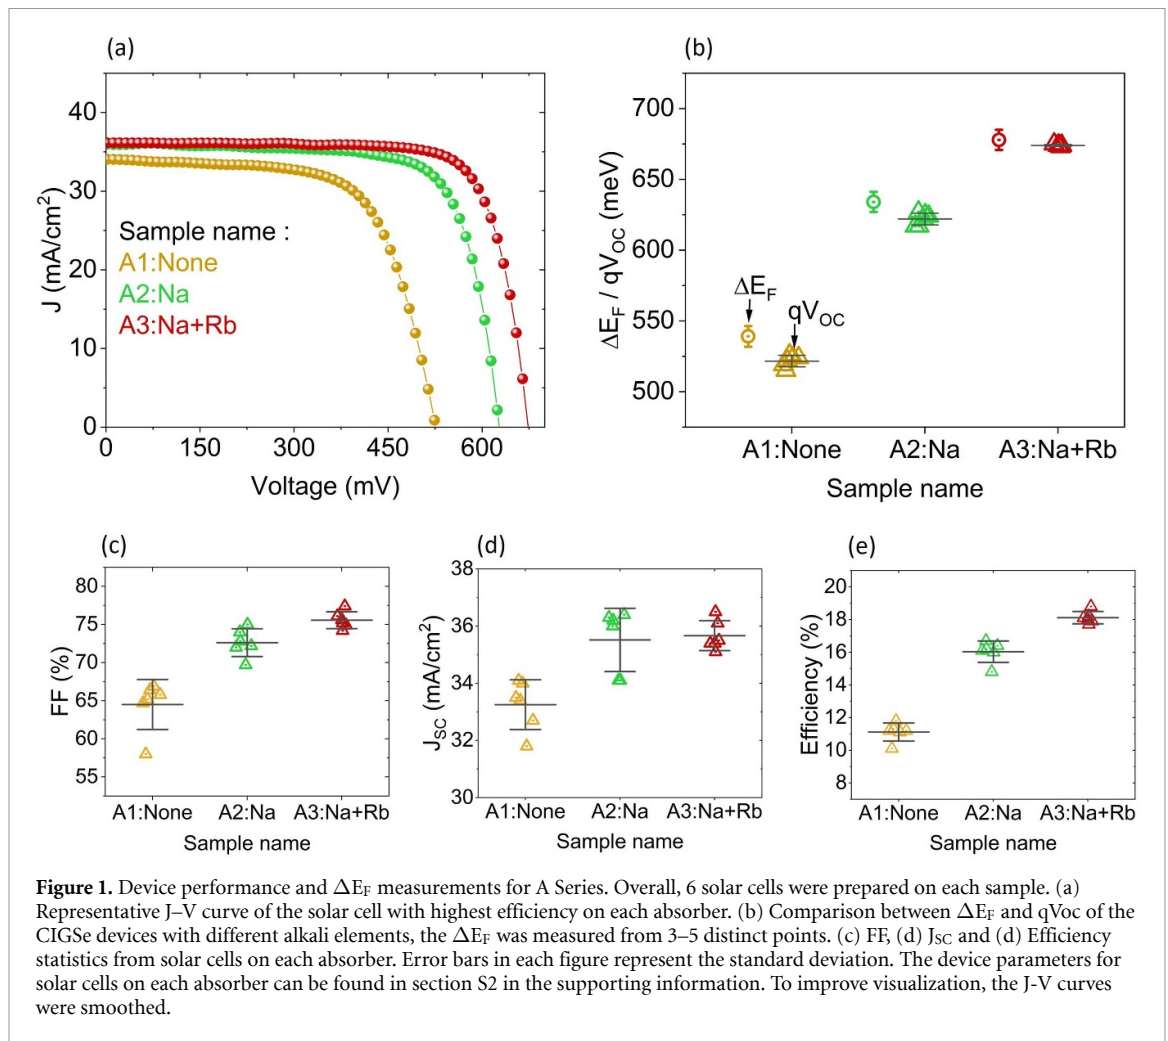 (a)
40
30
20
10
0
J (mA/cm²)
Sample name :
A1:None
A2:Na
A3:Na+Rb
0 150 300 450 600
Voltage (mV)
(b)
700
650
600
550
500
ΔE_F / qV_OC (meV)
ΔE_F
qV_OC
A1:None A2:Na A3:Na+Rb
Sample name
(c)
80
75
70
65
60
55
FF (%)
A1:None A2:Na A3:Na+Rb
Sample name
(d)
38
36
34
32
30
J_SC (mA/cm²)
A1:None A2:Na A3:Na+Rb
Sample name
(e)
20
18
16
14
12
10
8
Efficiency (%)
A1:None A2:Na A3:Na+Rb
Sample name
Figure 1. Device performance and ΔE_F measurements for A Series. Overall, 6 solar cells were prepared on each sample. (a)
Representative J–V curve of the solar cell with highest efficiency on each absorber. (b) Comparison between ΔE_F and qVoc of the
CIGSe devices with different alkali elements, the ΔE_F was measured from 3–5 distinct points. (c) FF, (d) J_SC and (d) Efficiency
statistics from solar cells on each absorber. Error bars in each figure represent the standard deviation. The device parameters for
solar cells on each absorber can be found in section S2 in the supporting information. To improve visualization, the J-V curves
were smoothed.